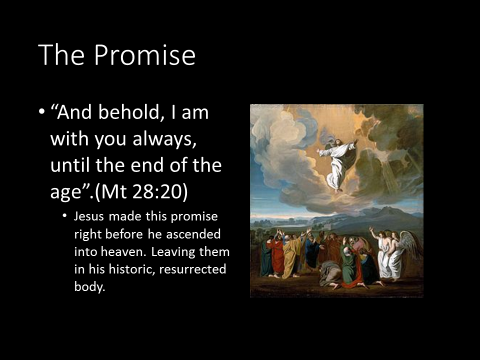 The Promise
• “And behold, I am
with you always,
until the end of the
age”.(Mt 28:20)
• Jesus made this promise
right before he ascended
into heaven. Leaving them
in his historic, resurrected
body.